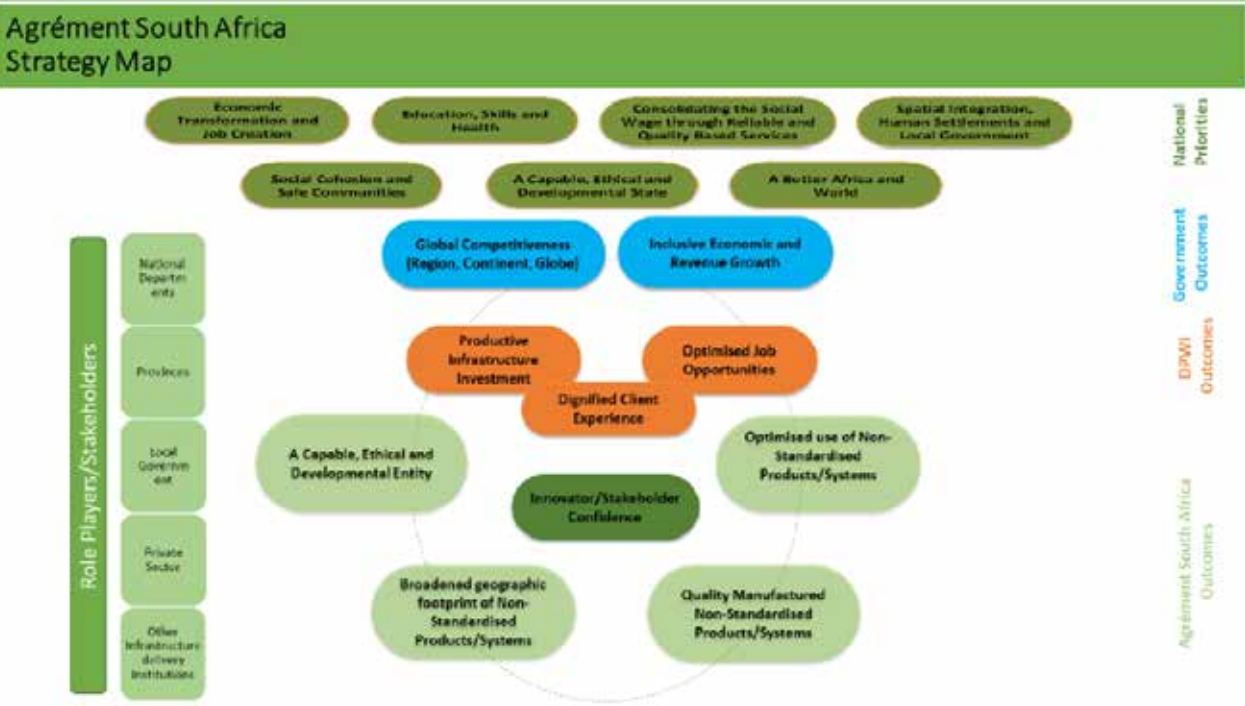 Agrément South Africa
Strategy Map
Economic
Transformation and
Job Creation
Education, Skills and
Health
Consolidating the Social
Wage through Reliable and
Quality Based Services
Spatial Integration,
Human Settlements and
Local Government
National
Priorities
Social Cohesion and
Safe Communities
A Capable, Ethical and
Developmental State
A Better Africa and
World
Global Competitiveness
(Region, Continent, Globe)
Inclusive Economic and
Revenue Growth
Government
Outcomes
Role Players/Stakeholders
National
Departm
ents
Provinces
Local
Governm
ent
Private
Sector
Other
Infrastructure
delivery
Institutions
Productive
Infrastructure
Investment
Optimised Job
Opportunities
Dignified Client
Experience
DPWI
Outcomes
A Capable, Ethical and
Developmental Entity
Optimised use of Non-
Standardised
Products/Systems
Innovator/Stakeholder
Confidence
Broadened geographic
footprint of Non-
Standardised
Products/Systems
Quality Manufactured
Non-Standardised
Products/Systems
Agrément South Africa
Outcomes